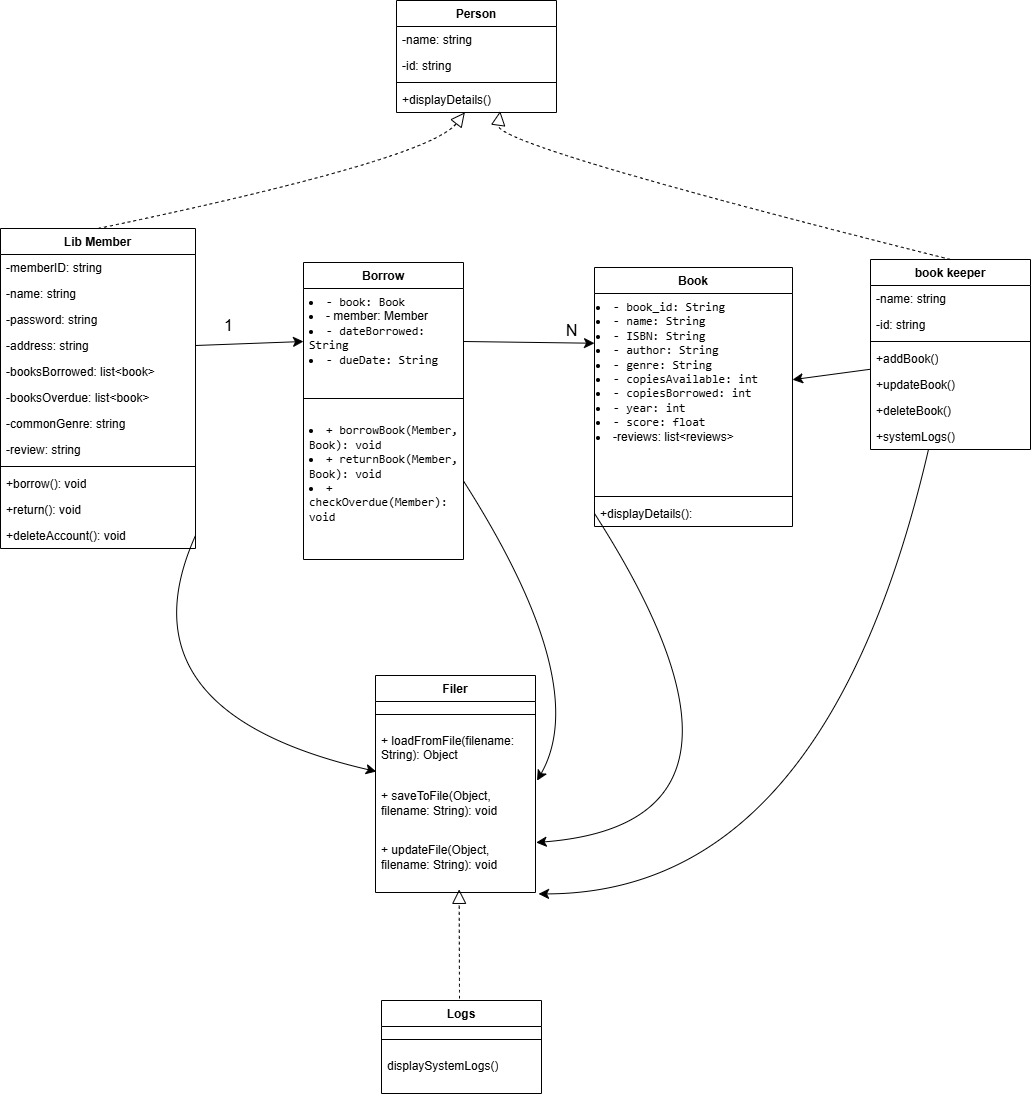 Person
-name: string
-id: string
+displayDetails()
Lib Member
-memberID: string
-name: string
-password: string
-address: string
-booksBorrowed: list<book>
-booksOverdue: list<book>
-commonGenre: string
-review: string
+borrow(): void
+return(): void
+deleteAccount(): void
1
Borrow
• - book: Book
• - member: Member
• - dateBorrowed:
String
• - dueDate: String
• + borrowBook(Member,
Book): void
• + returnBook(Member,
Book): void
• +
checkOverdue(Member):
void
N
Book
• - book_id: String
• - name: String
• - ISBN: String
• - author: String
• - genre: String
• - copiesAvailable: int
• - copiesBorrowed: int
• - year: int
• - score: float
• -reviews: list<reviews>
+displayDetails():
book keeper
-name: string
-id: string
+addBook()
+updateBook()
+deleteBook()
+systemLogs()
Filer
+ loadFromFile(filename:
String): Object
+ saveToFile(Object,
filename: String): void
+ updateFile(Object,
filename: String): void
Logs
displaySystemLogs()